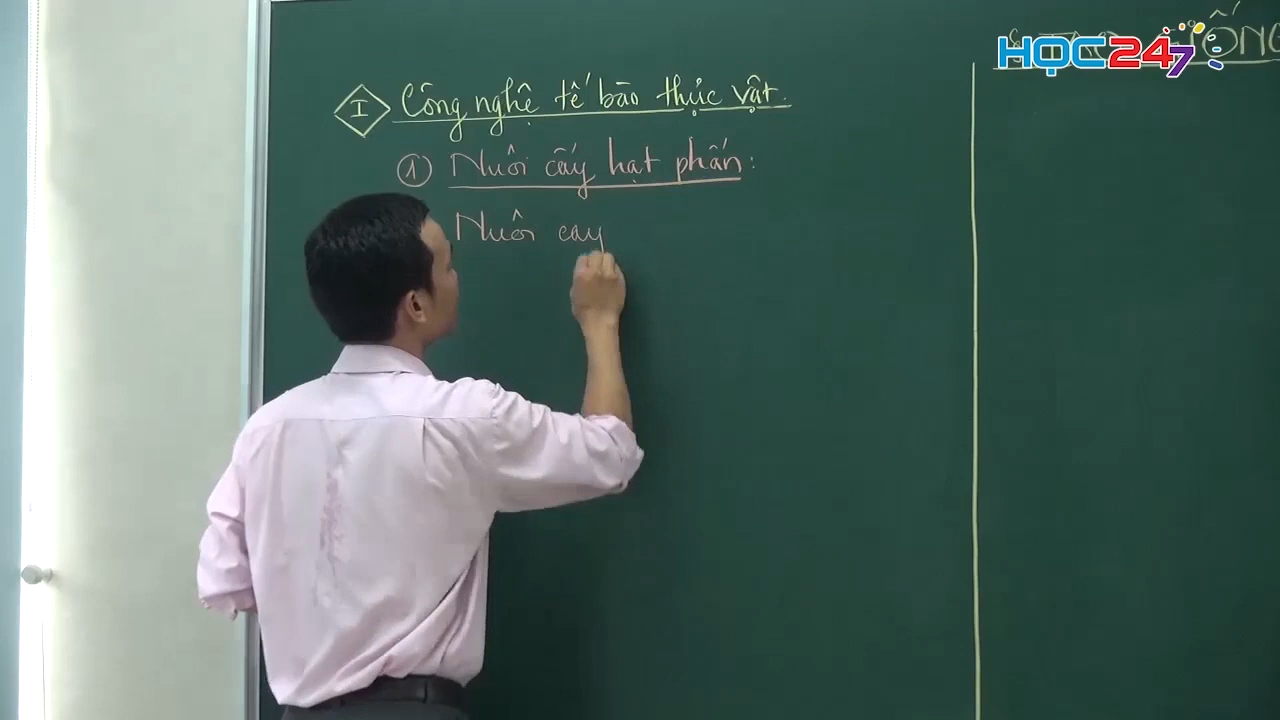 I Công nghệ tế bào thực vật.
① Nuôi cấy hạt phấn:
Nuôi cay
HỌC247